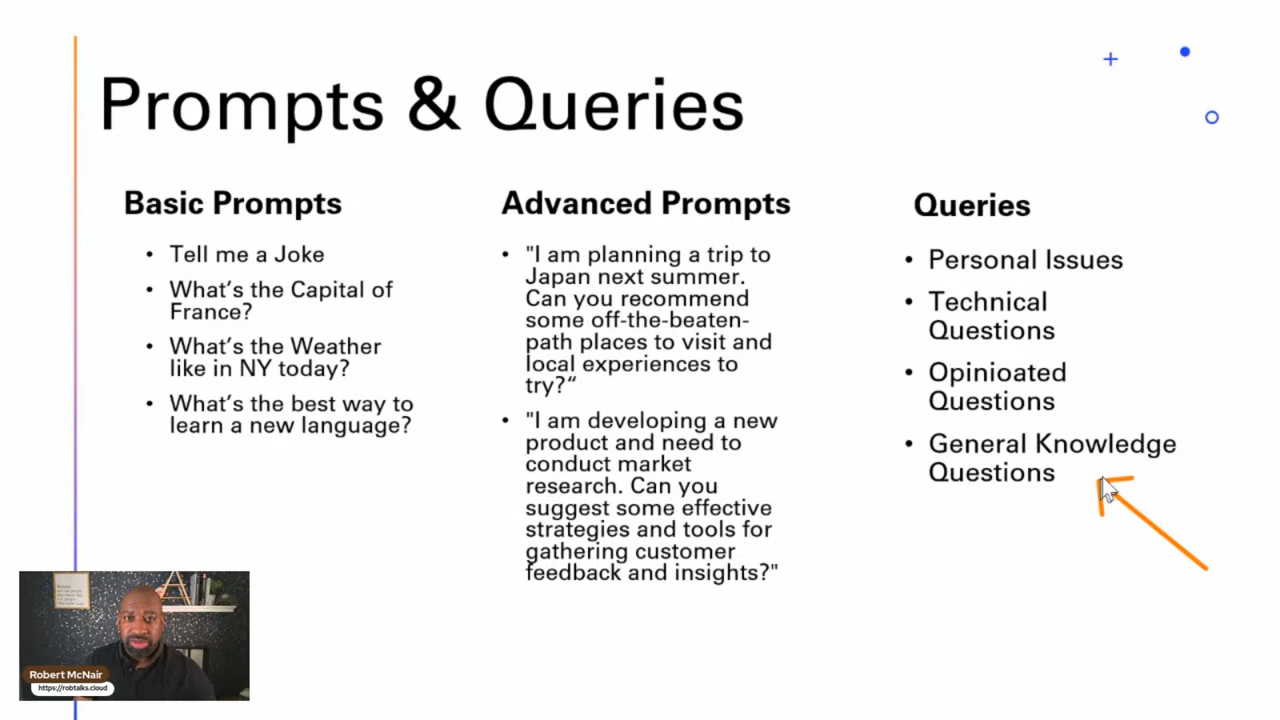 Prompts & Queries
Basic Prompts
• Tell me a Joke
• What’s the Capital of
France?
• What’s the Weather
like in NY today?
• What’s the best way to
learn a new language?
Advanced Prompts
• "I am planning a trip to
Japan next summer.
Can you recommend
some off-the-beaten-
path places to visit and
local experiences to
try?“
• "I am developing a new
product and need to
conduct market
research. Can you
suggest some effective
strategies and tools for
gathering customer
feedback and insights?"
Queries
• Personal Issues
• Technical
Questions
• Opinioated
Questions
• General Knowledge
Questions
Robert McNair
https://robtalks.cloud